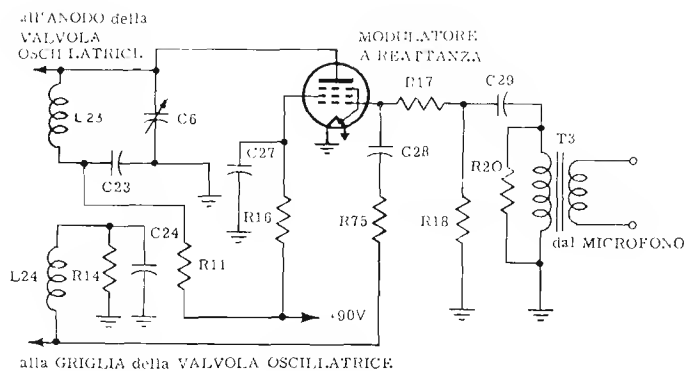 all'ANODO della
VALVOLA
OSCILLATRICE
MODULATORE
A REATTANZA
L23
C6
R17
C29
C23
C27
C28
T3
R20
R16
R75
R18
C24
L24
R14
R11
dal MICROFONO
+90V
alla GRIGLIA della VALVOLA OSCILLATRICE